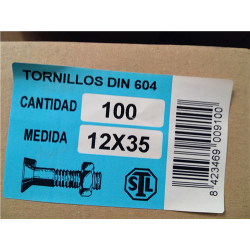 TORNILLOS DIN 604
CANTIDAD 100
MEDIDA 12X35
STL
8 423469 009100